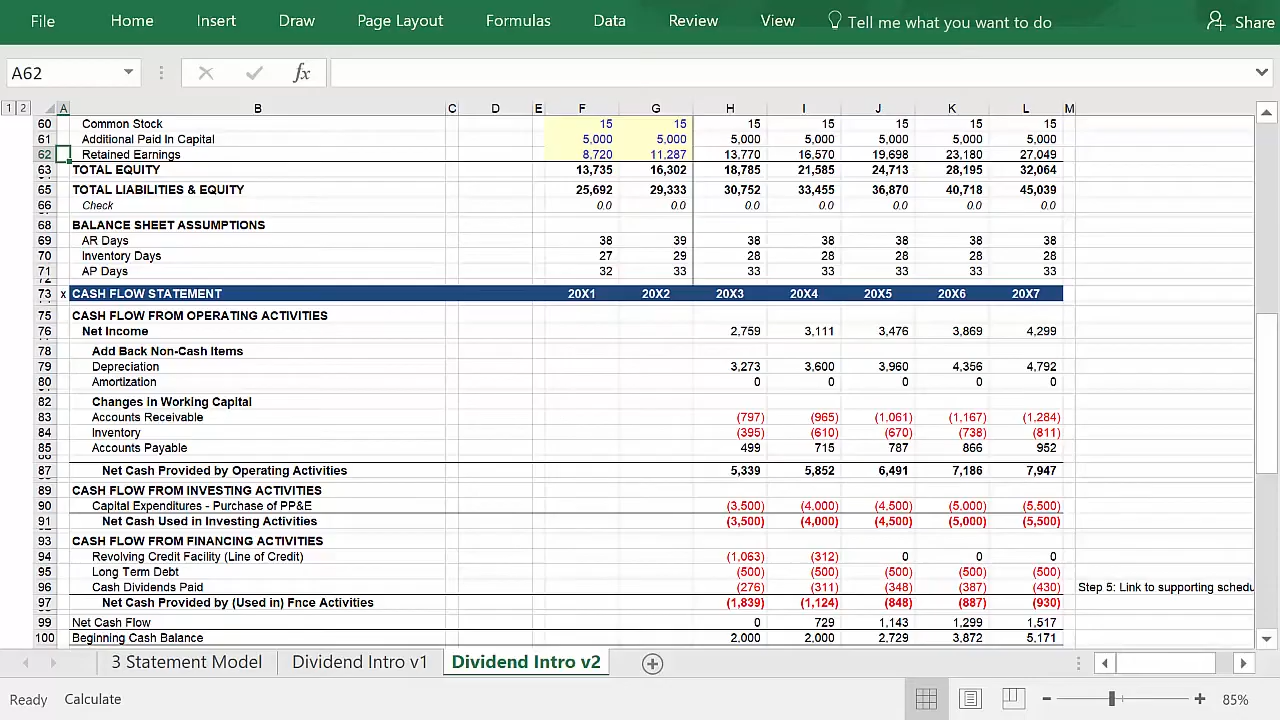 File Home Insert Draw Page Layout Formulas Data Review View Tell me what you want to do Share
A62 fx
1 2 A B C D E F G H I J K L M
60 Common Stock 15 15 15 15 15 15 15
61 Additional Paid In Capital 5,000 5,000 5,000 5,000 5,000 5,000 5,000
62 Retained Earnings 8,720 11,287 13,770 16,570 19,698 23,180 27,049
63 TOTAL EQUITY 13,735 16,302 18,785 21,585 24,713 28,195 32,064
65 TOTAL LIABILITIES & EQUITY 25,692 29,333 30,752 33,455 36,870 40,718 45,039
66 Check 0.0 0.0 0.0 0.0 0.0 0.0 0.0
68 BALANCE SHEET ASSUMPTIONS
69 AR Days 38 39 38 38 38 38 38
70 Inventory Days 27 29 28 28 28 28 28
71 AP Days 32 33 33 33 33 33 33
73 x CASH FLOW STATEMENT 20X1 20X2 20X3 20X4 20X5 20X6 20X7
75 CASH FLOW FROM OPERATING ACTIVITIES
76 Net Income 2,759 3,111 3,476 3,869 4,299
78 Add Back Non-Cash Items
79 Depreciation 3,273 3,600 3,960 4,356 4,792
80 Amortization 0 0 0 0 0
82 Changes in Working Capital
83 Accounts Receivable (797) (965) (1,061) (1,167) (1,284)
84 Inventory (395) (610) (670) (738) (811)
85 Accounts Payable 499 715 787 866 952
87 Net Cash Provided by Operating Activities 5,339 5,852 6,491 7,186 7,947
89 CASH FLOW FROM INVESTING ACTIVITIES
90 Capital Expenditures - Purchase of PP&E (3,500) (4,000) (4,500) (5,000) (5,500)
91 Net Cash Used in Investing Activities (3,500) (4,000) (4,500) (5,000) (5,500)
93 CASH FLOW FROM FINANCING ACTIVITIES
94 Revolving Credit Facility (Line of Credit) (1,063) (312) 0 0 0
95 Long Term Debt (500) (500) (500) (500) (500)
96 Cash Dividends Paid (276) (311) (348) (387) (430) Step 5: Link to supporting schedu
97 Net Cash Provided by (Used in) Fnce Activities (1,839) (1,124) (848) (887) (930)
99 Net Cash Flow 0 729 1,143 1,299 1,517
100 Beginning Cash Balance 2,000 2,000 2,729 3,872 5,171
3 Statement Model Dividend Intro v1 Dividend Intro v2
Ready Calculate 85%